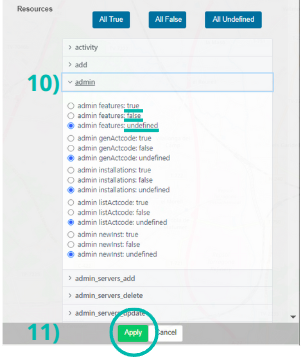 Resources
All True All False All Undefined
> activity
> add
10)
admin
admin features: true
admin features: false
admin features: undefined
admin genActcode: true
admin genActcode: false
admin genActcode: undefined
admin installations: true
admin installations: false
admin installations: undefined
admin listActcode: true
admin listActcode: false
admin listActcode: undefined
admin newInst: true
admin newInst: false
admin newInst: undefined
> admin_servers_add
> admin_servers_delete
> admin_servers_update
11)
Apply Cancel